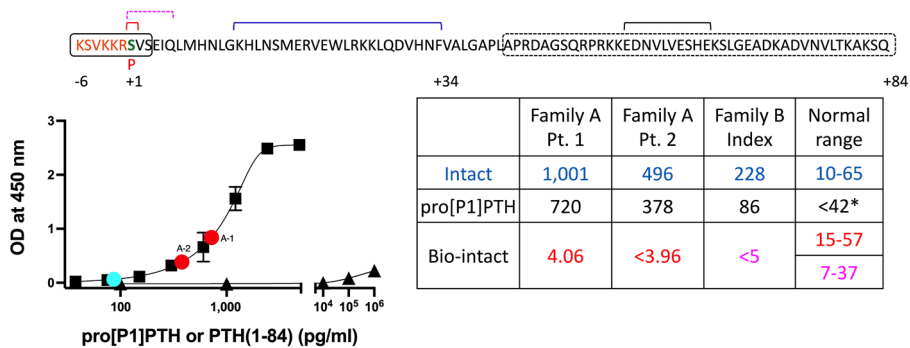 KSVKKRSVSEIQLMHNLGKHLNSMERVEWLRKKLQDVHNFVALGAPLAPRDAGSQRPRKKEDNVLVESHEKSLGEADKADVNVLTKAKSQ
P
-6 +1 +34 +84
OD at 450 nm
3
2
1
0
A-2 A-1
100 1,000 10⁴ 10⁵ 10⁶
pro[P1]PTH or PTH(1-84) (pg/ml)
Family A Pt. 1 Family A Pt. 2 Family B Index Normal range
Intact 1,001 496 228 10-65
pro[P1]PTH 720 378 86 <42*
Bio-intact 4.06 <3.96 <5 15-57
7-37